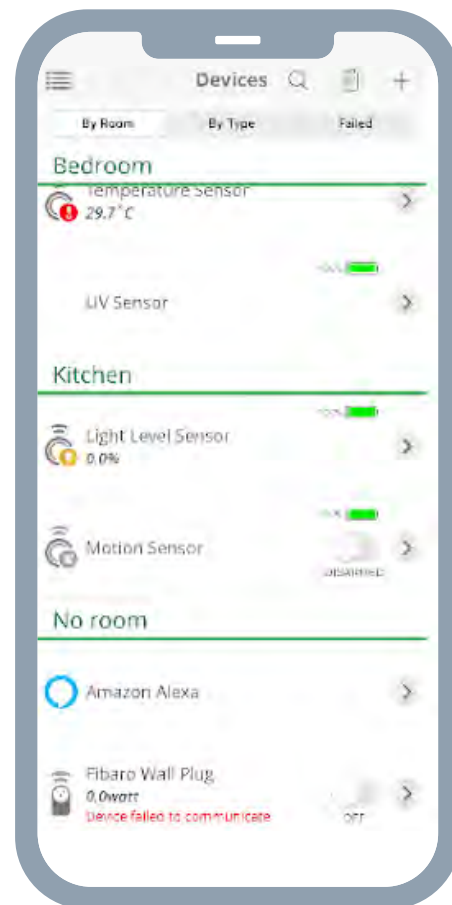 Devices
By Room By Type Failed
Bedroom
Temperature Sensor
29.7°C
UV Sensor
Kitchen
Light Level Sensor
0.0%
Motion Sensor
DISARMED
No room
Amazon Alexa
Fibaro Wall Plug
0.0watt
Device failed to communicate
OFF